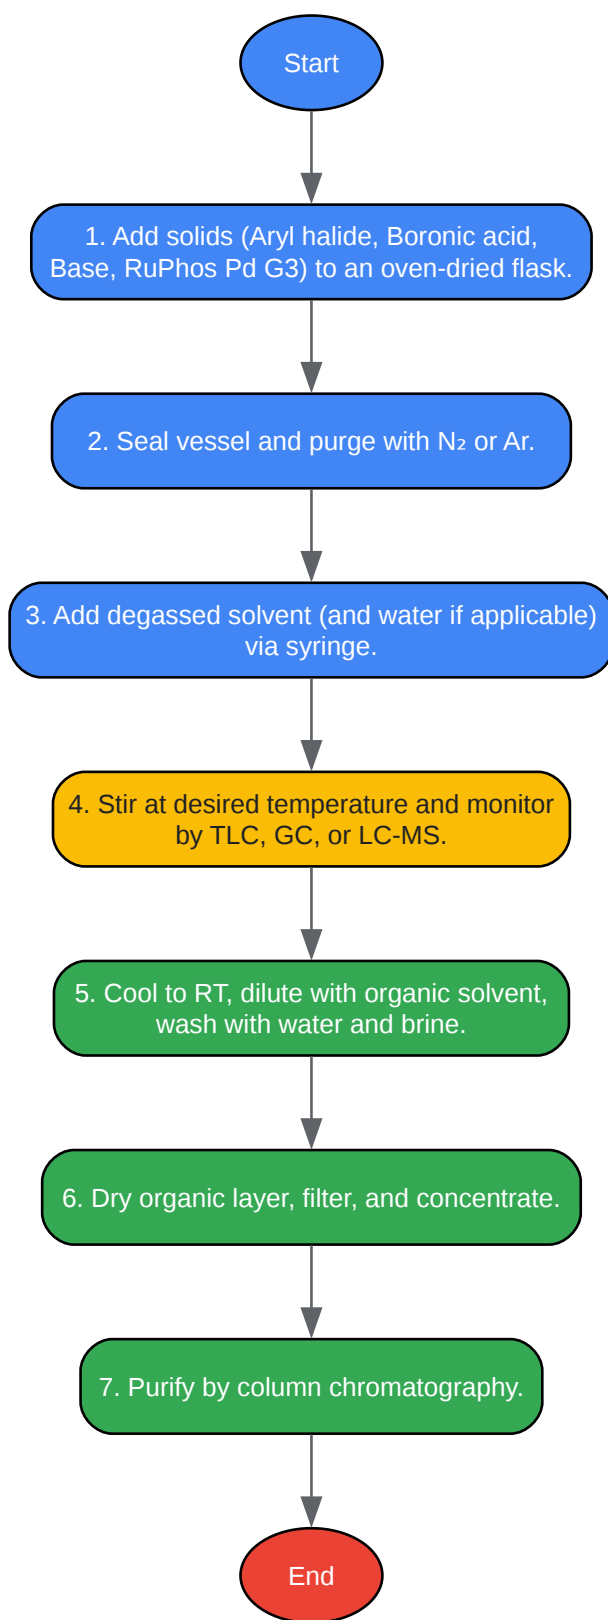 Start
1. Add solids (Aryl halide, Boronic acid,
Base, RuPhos Pd G3) to an oven-dried flask.
2. Seal vessel and purge with N₂ or Ar.
3. Add degassed solvent (and water if applicable)
via syringe.
4. Stir at desired temperature and monitor
by TLC, GC, or LC-MS.
5. Cool to RT, dilute with organic solvent,
wash with water and brine.
6. Dry organic layer, filter, and concentrate.
7. Purify by column chromatography.
End